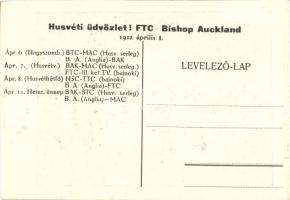 Husvéti üdvözlet! FTC - Bishop Auckland
1912 április 8.
Ápr. 6 (Nagyszomb.) BTC-MAC (Husv. serleg)
B. A. (Anglia)-BAK
Ápr. 7., (Husvétv.) BAK-MAC (Husv. serleg.)
FTC-III. ker. TV. (bajnoki)
Ápr. 8 (Husvéthétfő) NSC-TTC (bajnoki)
B. A. (Anglia)-FTC
Ápr. 11. Nemz. ünnep BAK-BTC (Husv. serleg)
B. A. (Anglia)-MAC
LEVELEZŐ-LAP